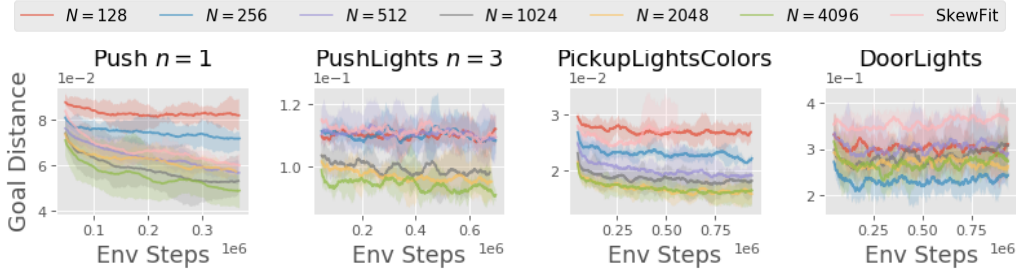 N = 128 N = 256 N = 512 N = 1024 N = 2048 N = 4096 SkewFit
Push n = 1 PushLights n = 3 PickupLightsColors DoorLights
1e−2 1e−1 1e−2 1e−1
Goal Distance
8
6
4
1.2
1.0
3
2
4
3
2
0.1 0.2 0.3 0.2 0.4 0.6 0.25 0.50 0.75 0.25 0.50 0.75
Env Steps 1e6 Env Steps 1e6 Env Steps 1e6 Env Steps 1e6